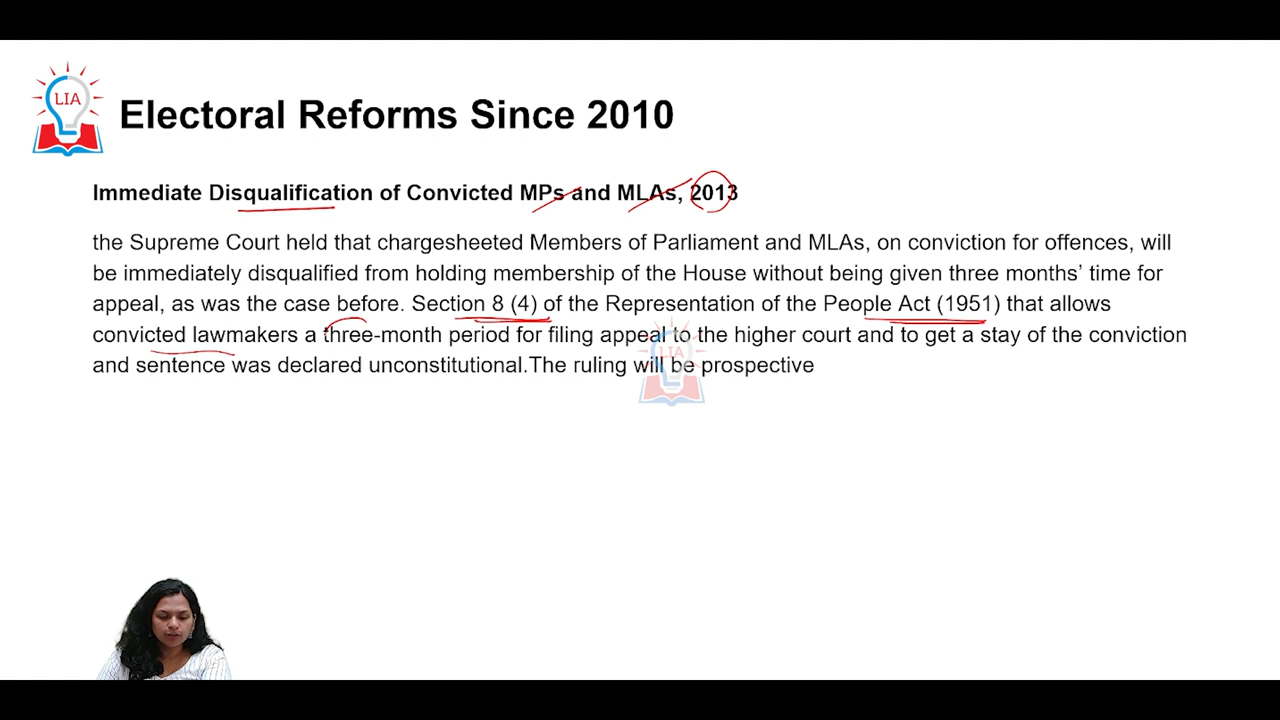 LIA
Electoral Reforms Since 2010
Immediate Disqualification of Convicted MPs and MLAs, 2013
the Supreme Court held that chargesheeted Members of Parliament and MLAs, on conviction for offences, will
be immediately disqualified from holding membership of the House without being given three months' time for
appeal, as was the case before. Section 8 (4) of the Representation of the People Act (1951) that allows
convicted lawmakers a three-month period for filing appeal to the higher court and to get a stay of the conviction
and sentence was declared unconstitutional.The ruling will be prospective
LIA